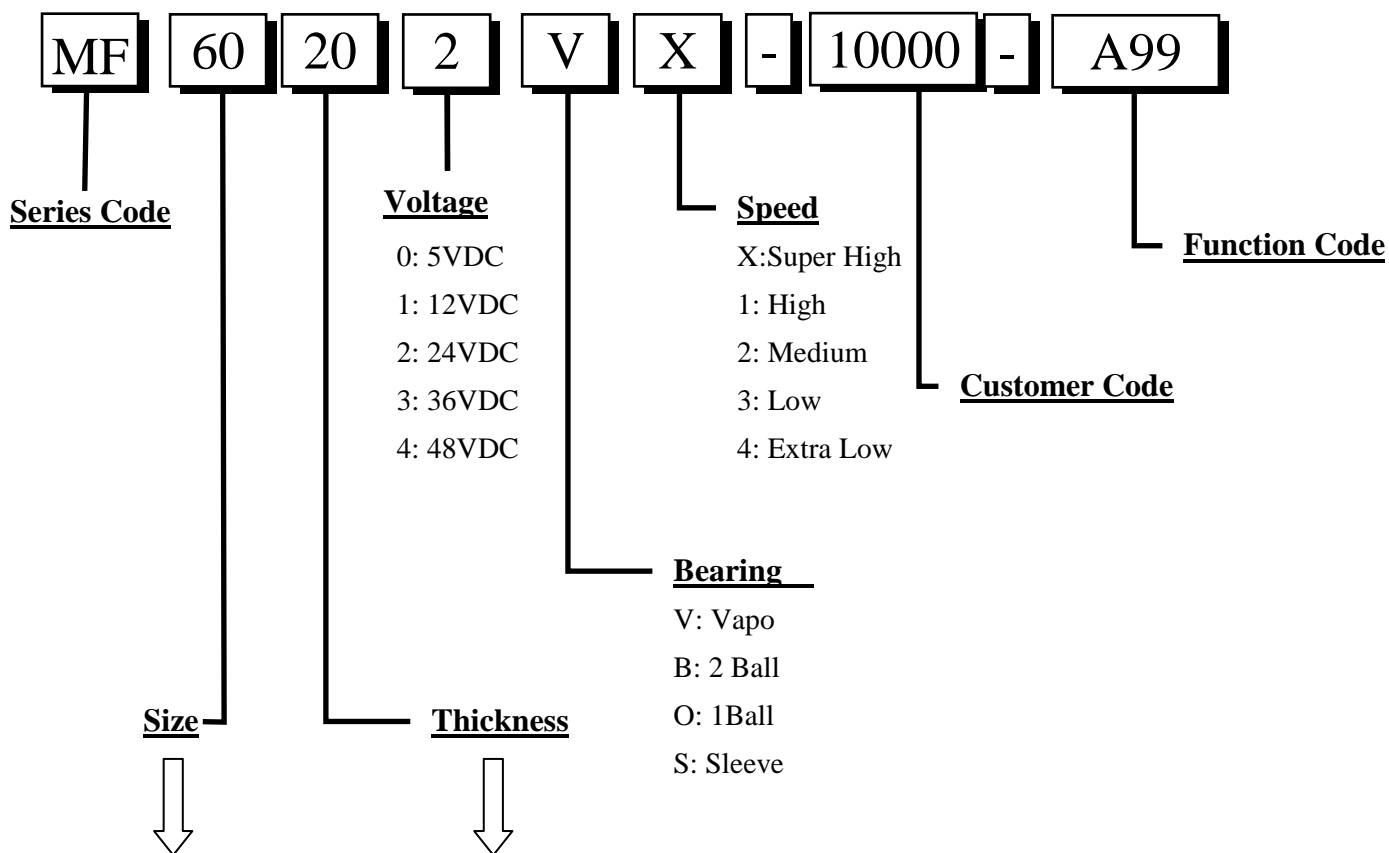 MF 60 20 2 V X - 10000 - A99
Series Code
Voltage
0: 5VDC
1: 12VDC
2: 24VDC
3: 36VDC
4: 48VDC
Speed
X:Super High
1: High
2: Medium
3: Low
4: Extra Low
Function Code
Customer Code
Bearing
V: Vapo
B: 2 Ball
O: 1Ball
S: Sleeve
Size
Thickness